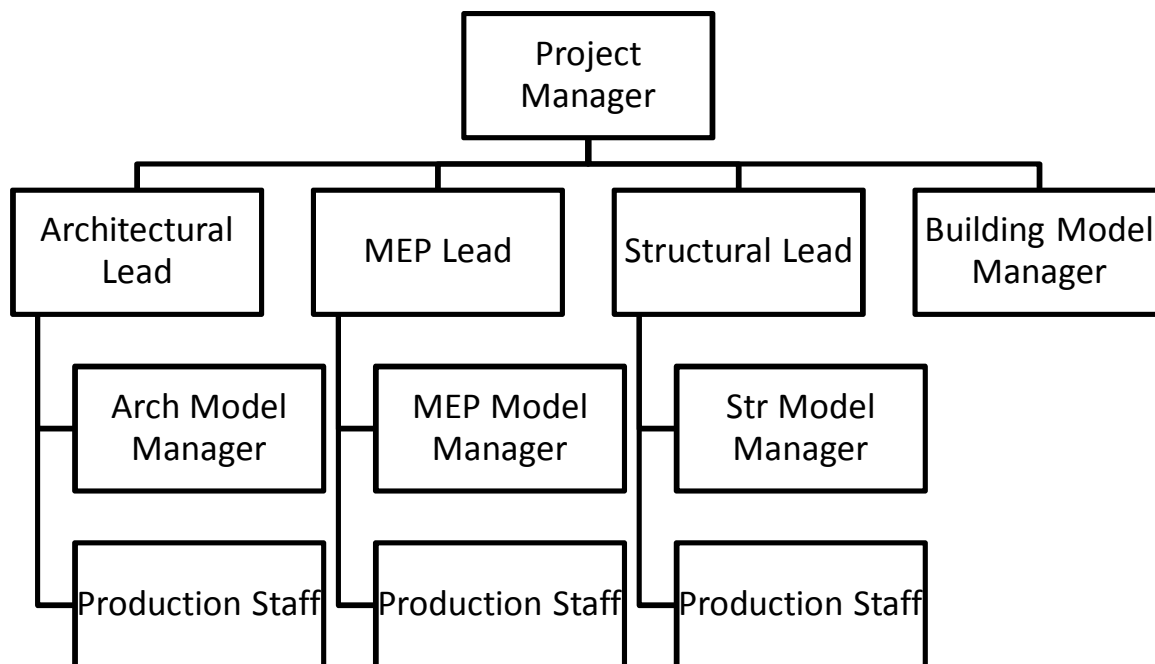 Project
Manager
Architectural
Lead
MEP Lead
Structural Lead
Building Model
Manager
Arch Model
Manager
MEP Model
Manager
Str Model
Manager
Production Staff
Production Staff
Production Staff